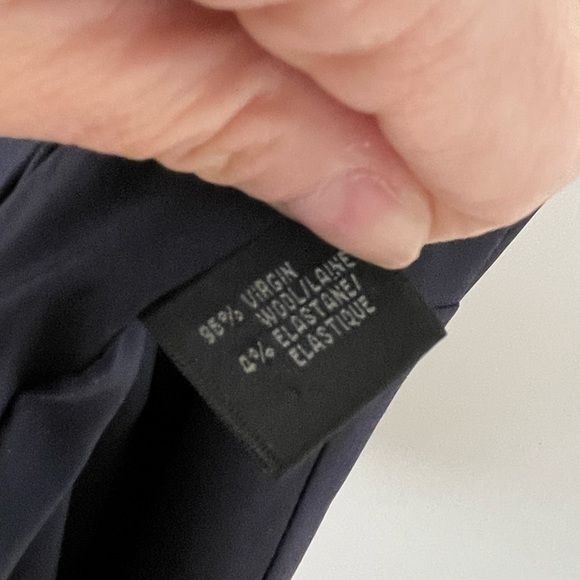 96% VIRGIN
WOOL/LAINE
4% ELASTANE/
ELASTIQUE